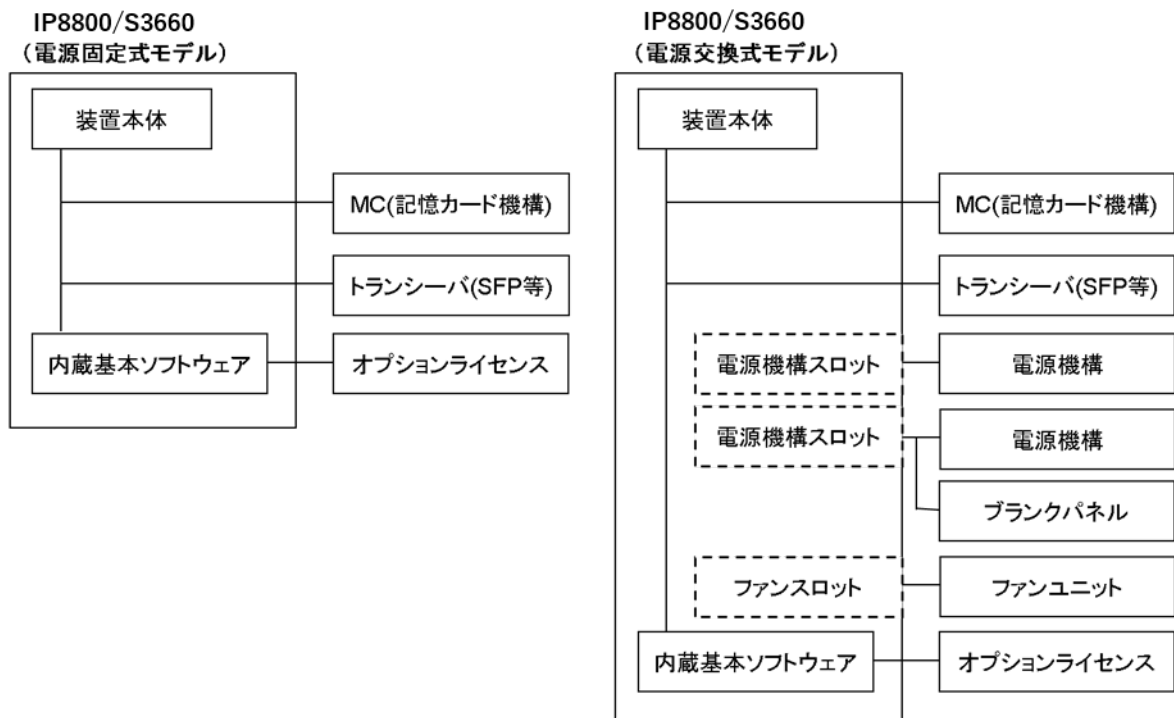 IP8800/S3660
(電源固定式モデル)
装置本体
MC(記憶カード機構)
トランシーバ(SFP等)
内蔵基本ソフトウェア
オプションライセンス
IP8800/S3660
(電源交換式モデル)
装置本体
MC(記憶カード機構)
トランシーバ(SFP等)
電源機構スロット
電源機構
電源機構スロット
電源機構
ブランクパネル
ファンスロット
ファンユニット
内蔵基本ソフトウェア
オプションライセンス